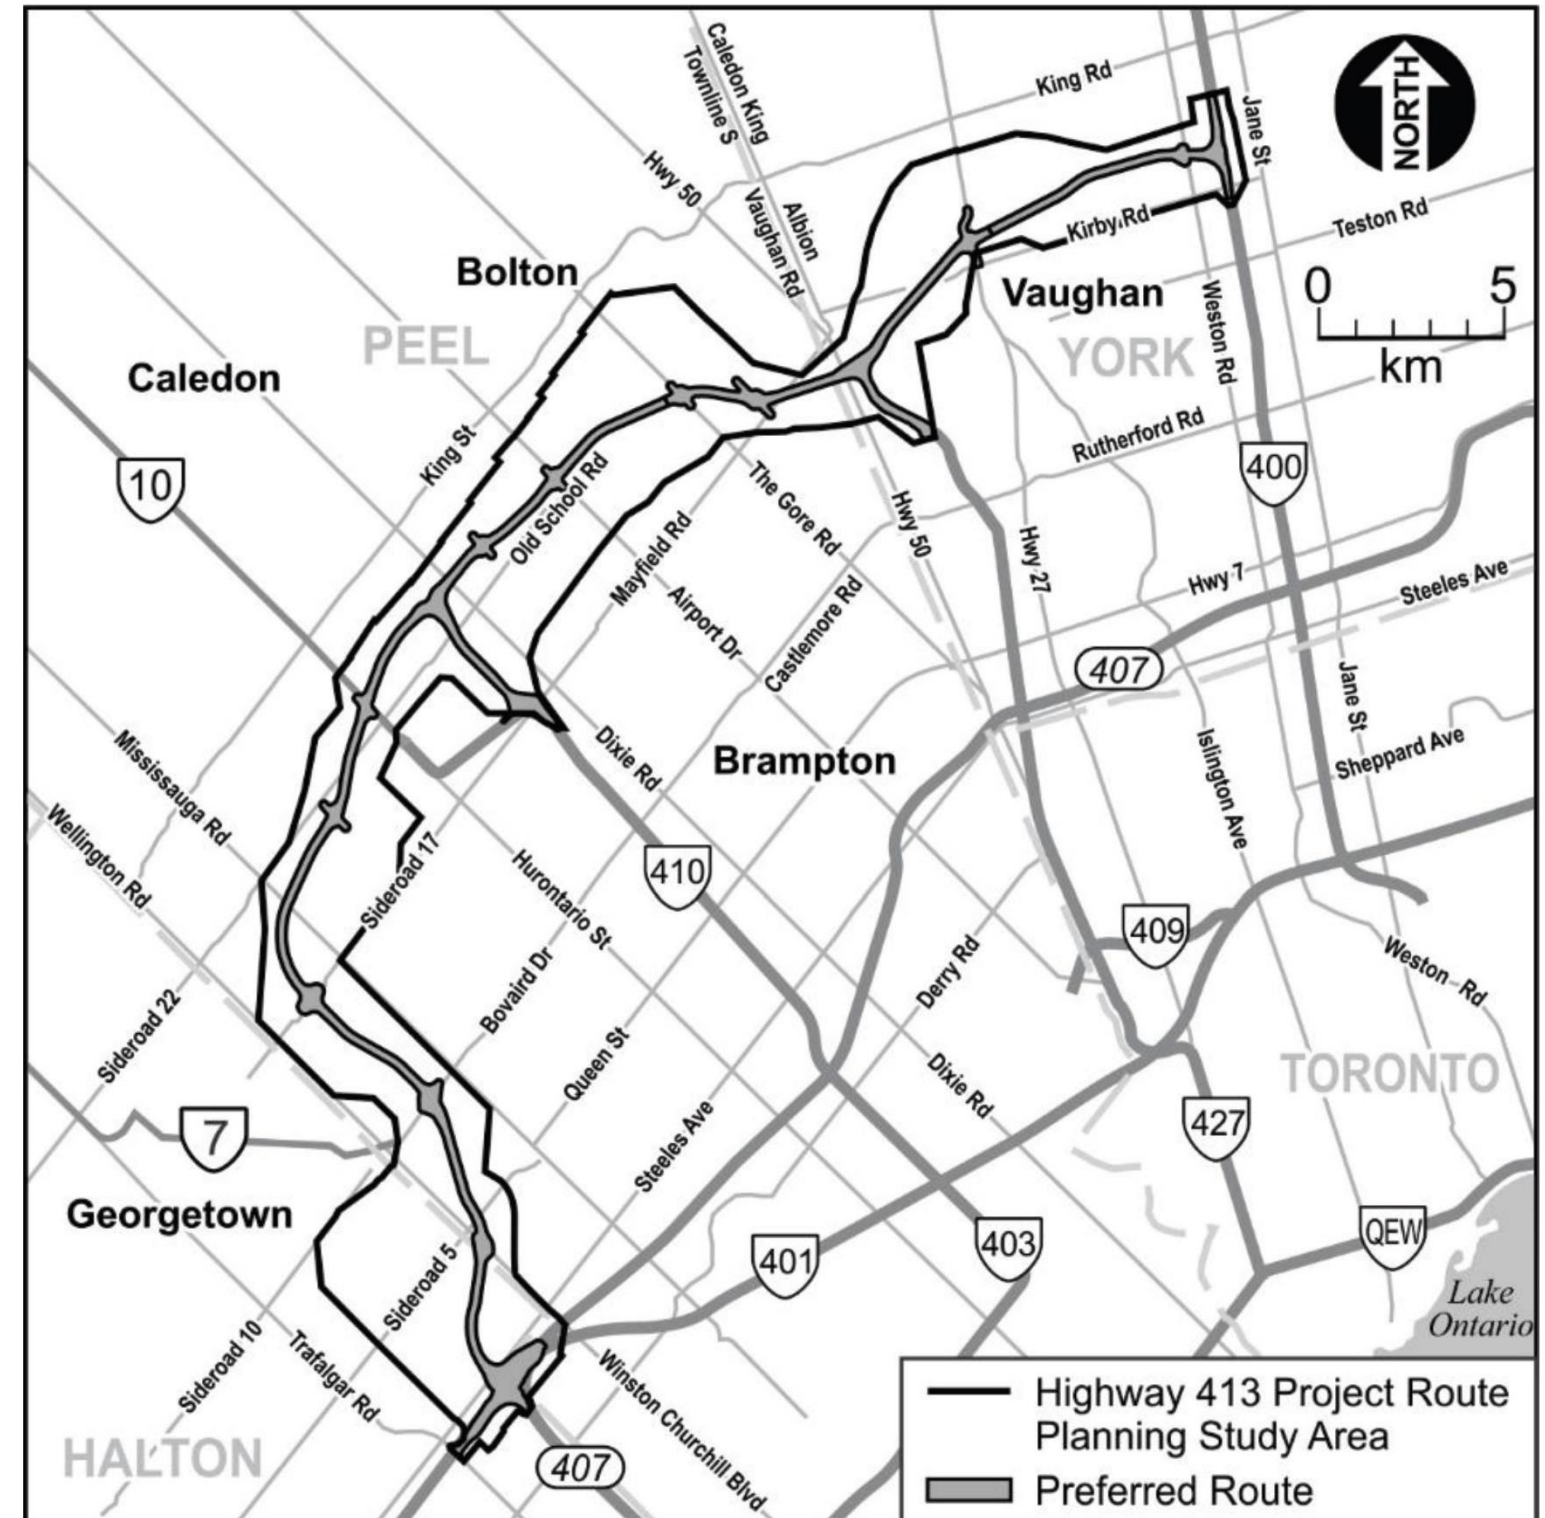 Caledon King
Townline S
King Rd
Jane St
NORTH
Hwy 50
Albion
Vaughan Rd
Kirby Rd
Teston Rd
Bolton
Vaughan
0 5
km
PEEL
YORK
Weston Rd
Caledon
King St
Rutherford Rd
10
400
Old School Rd
The Gore Rd
Hwy 50
Hwy 27
Mayfield Rd
Hwy 7
Steeles Ave
Airport Dr
Castlemore Rd
407
Jane St
Mississauga Rd
Dixie Rd
Brampton
Islington Ave
Sheppard Ave
Wellington Rd
Sideroad 17
410
Hurontario St
409
Weston Rd
Bovaird Dr
Derry Rd
Sideroad 22
Queen St
Dixie Rd
TORONTO
7
427
Steeles Ave
Georgetown
Sideroad 5
401
403
QEW
Lake
Ontario
Sideroad 10
Trafalgar Rd
Winston Churchill Blvd
HALTON
407
Highway 413 Project Route
Planning Study Area
Preferred Route